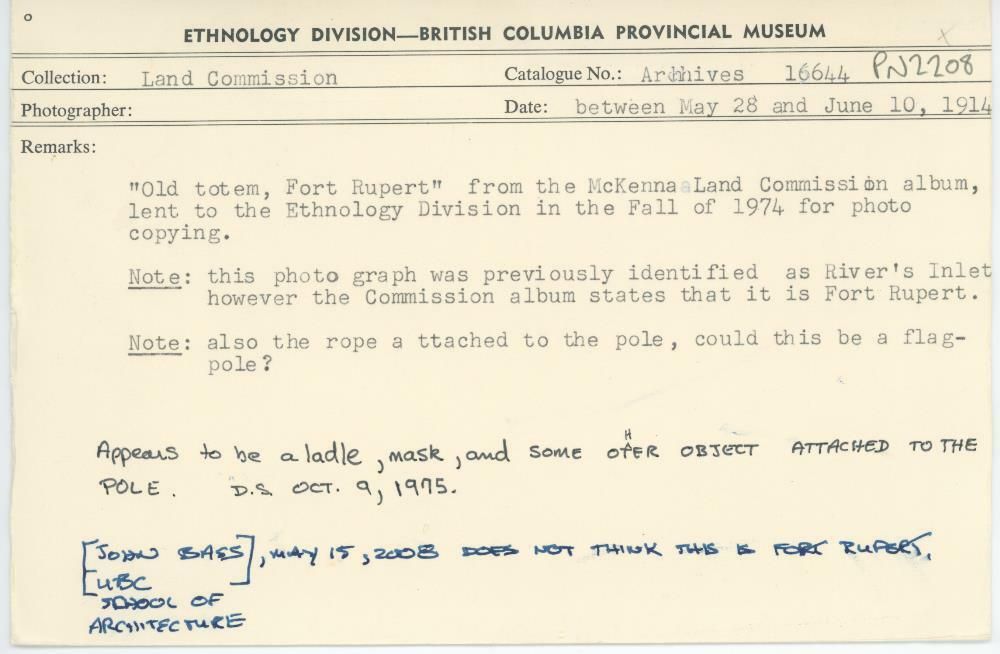 ETHNOLOGY DIVISION—BRITISH COLUMBIA PROVINCIAL MUSEUM
Collection: Land Commission Catalogue No.: Archives 16644 PN2208
Photographer: Date: between May 28 and June 10, 1914
Remarks:
"Old totem, Fort Rupert" from the McKenna Land Commission album,
lent to the Ethnology Division in the Fall of 1974 for photo
copying.
Note: this photo graph was previously identified as River's Inlet
however the Commission album states that it is Fort Rupert.
Note: also the rope a ttached to the pole, could this be a flag-
pole?
Appears to be a ladle, mask, and some OTHER OBJECT ATTACHED TO THE
POLE. D.S. OCT. 9, 1975.
[JOHN BASS], MAY 15, 2008 DOES NOT THINK THIS IS FORT RUPERT.
[UBC]
SCHOOL OF
ARCHITECTURE